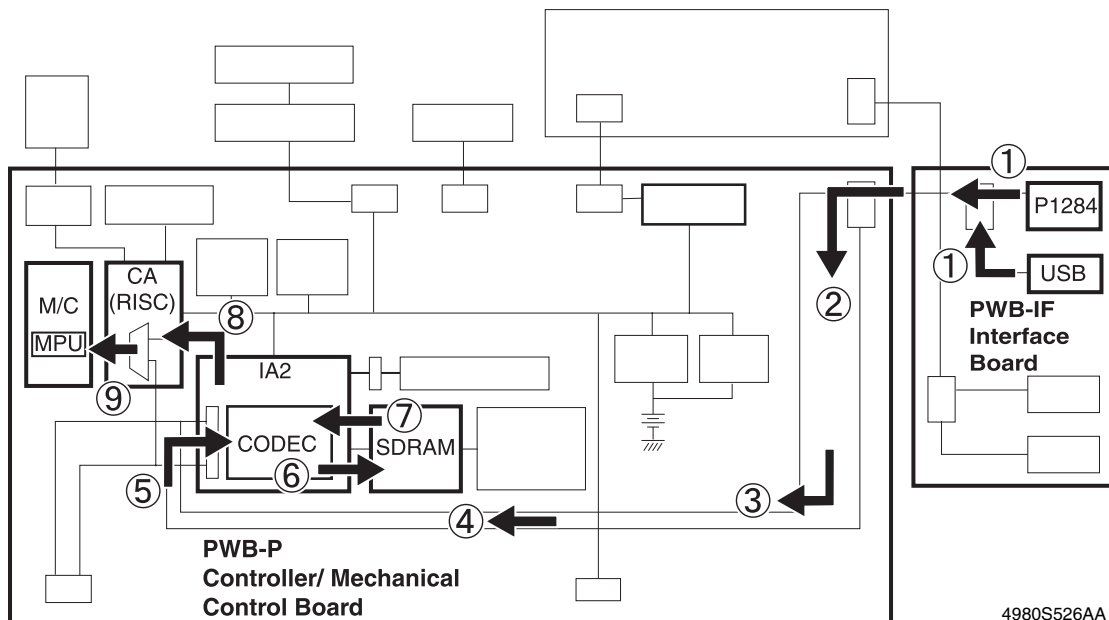 ①
P1284
①
USB
PWB-IF
Interface
Board
②
③
④
⑤
⑥
⑦
⑧
⑨
CA
(RISC)
M/C
MPU
IA2
CODEC
SDRAM
PWB-P
Controller/ Mechanical
Control Board
4980S526AA